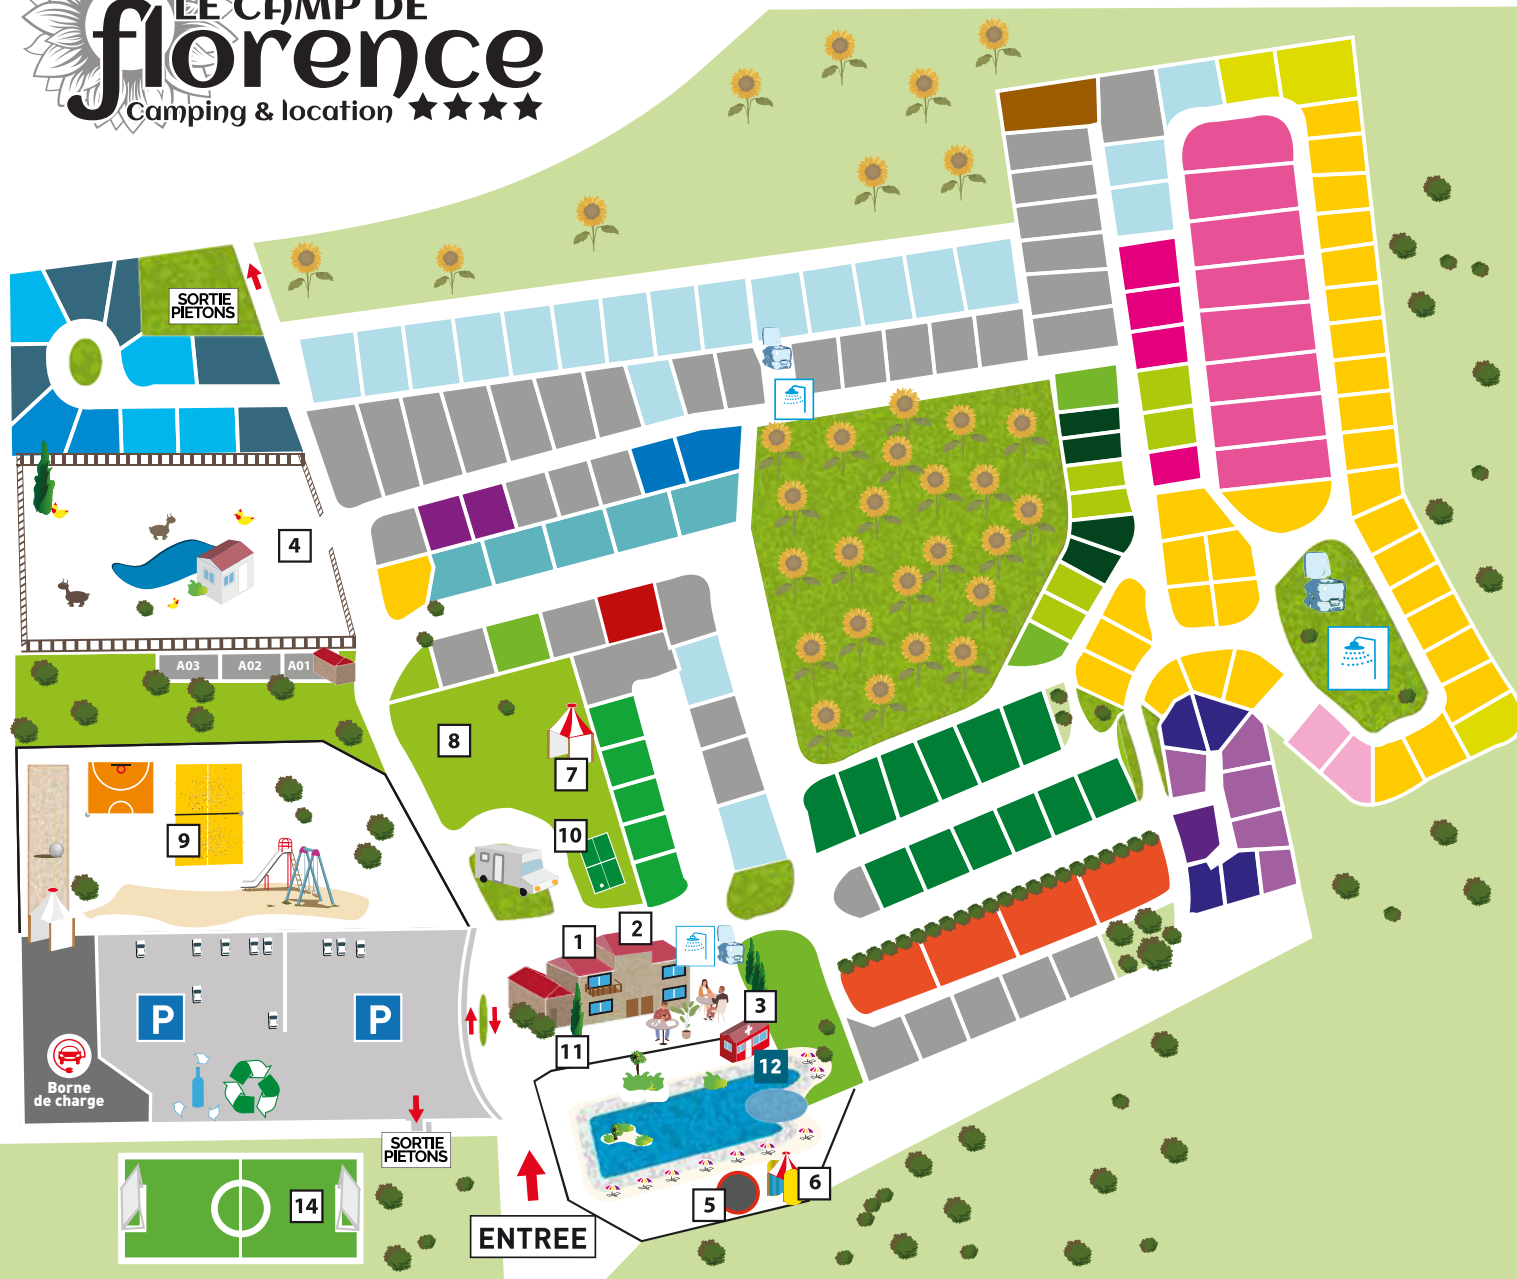 LE CAMP DE
florence
Camping & location
SORTIE
PIETONS
4
A03
A02
A01
8
7
10
9
1
2
3
11
12
P
P
Borne
de charge
SORTIE
PIETONS
14
5
6
ENTREE